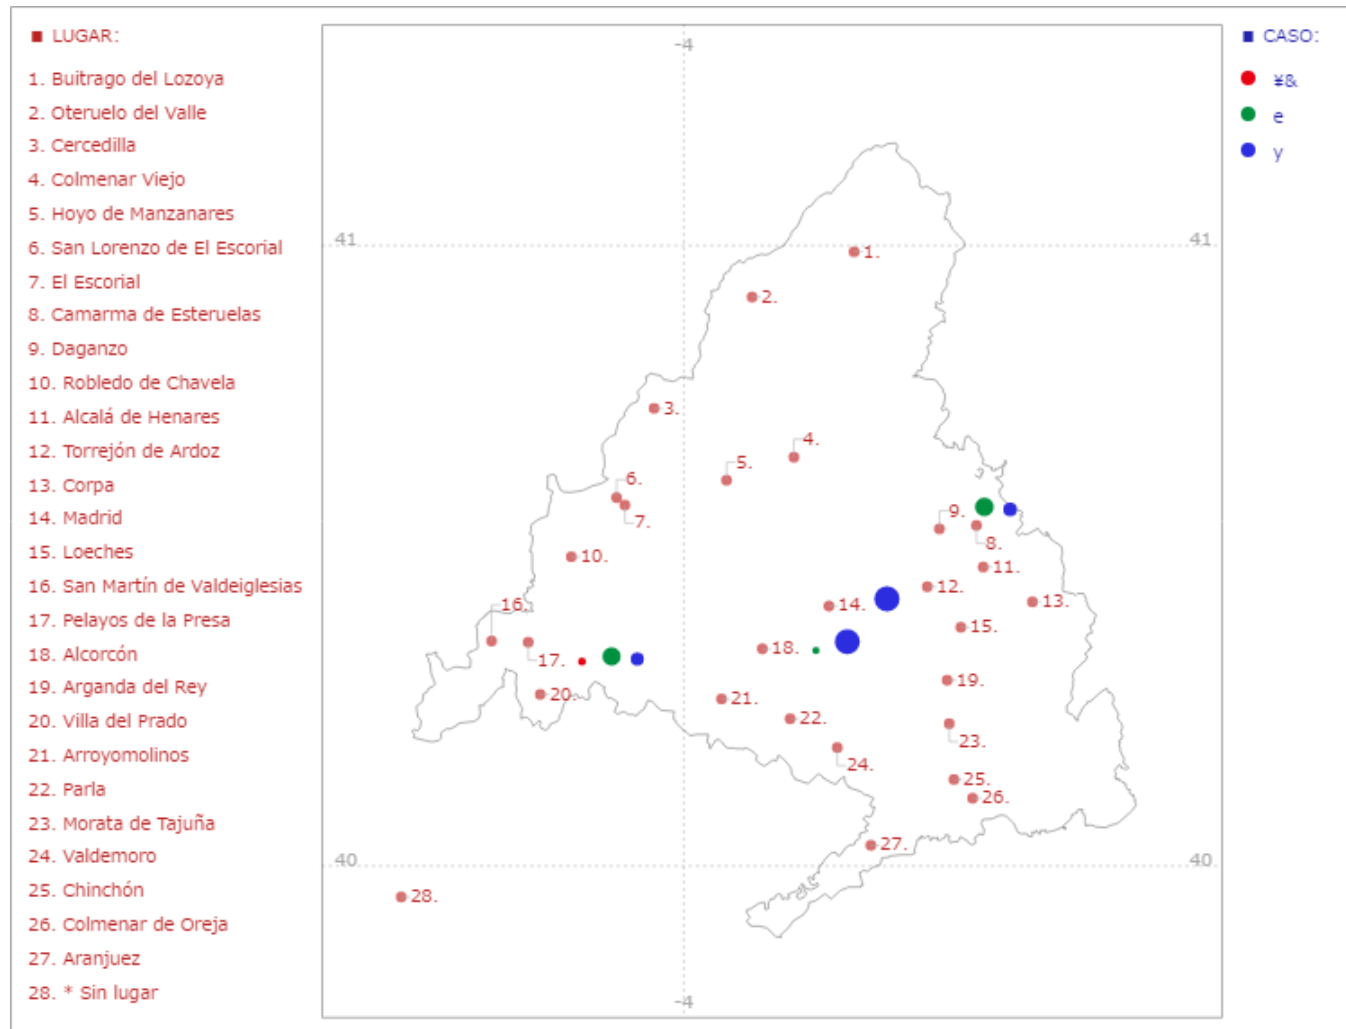 ■ LUGAR:
1. Buitrago del Lozoya
2. Oteruelo del Valle
3. Cercedilla
4. Colmenar Viejo
5. Hoyo de Manzanares
6. San Lorenzo de El Escorial
7. El Escorial
8. Camarma de Esteruelas
9. Daganzo
10. Robledo de Chavela
11. Alcalá de Henares
12. Torrejón de Ardoz
13. Corpa
14. Madrid
15. Loeches
16. San Martín de Valdeiglesias
17. Pelayos de la Presa
18. Alcorcón
19. Arganda del Rey
20. Villa del Prado
21. Arroyomolinos
22. Parla
23. Morata de Tajuña
24. Valdemoro
25. Chinchón
26. Colmenar de Oreja
27. Aranjuez
28. * Sin lugar
-4
41
41
1.
2.
3.
4.
5.
6.
7.
9.
8.
10.
11.
12.
13.
14.
15.
16.
17.
18.
19.
20.
21.
22.
23.
24.
25.
26.
27.
40
40
28.
-4
■ CASO:
¥&
e
y